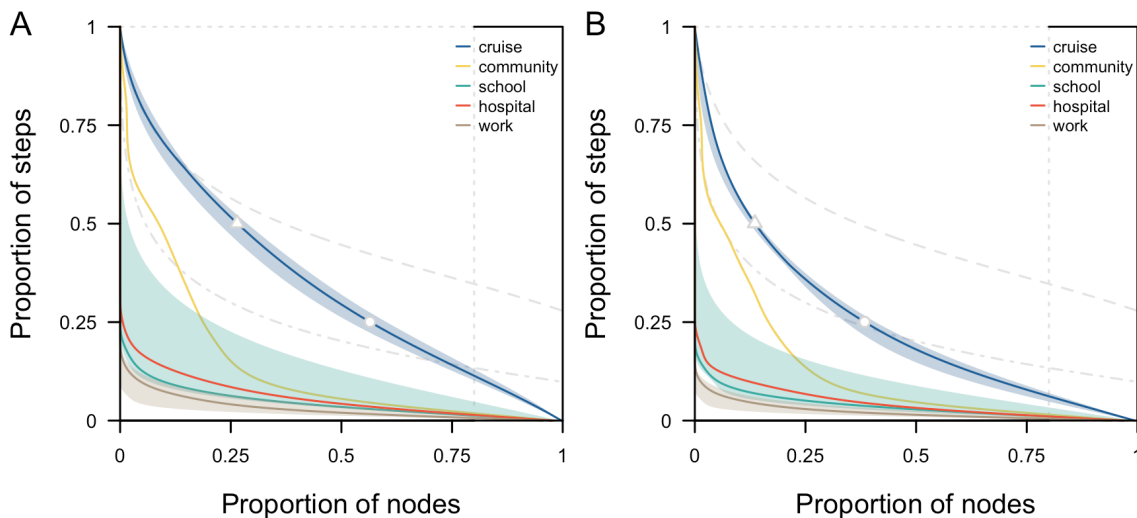 A
Proportion of steps
1
0.75
0.5
0.25
0
cruise
community
school
hospital
work
0
0.25
0.5
0.75
1
Proportion of nodes
B
Proportion of steps
1
0.75
0.5
0.25
0
cruise
community
school
hospital
work
0
0.25
0.5
0.75
1
Proportion of nodes